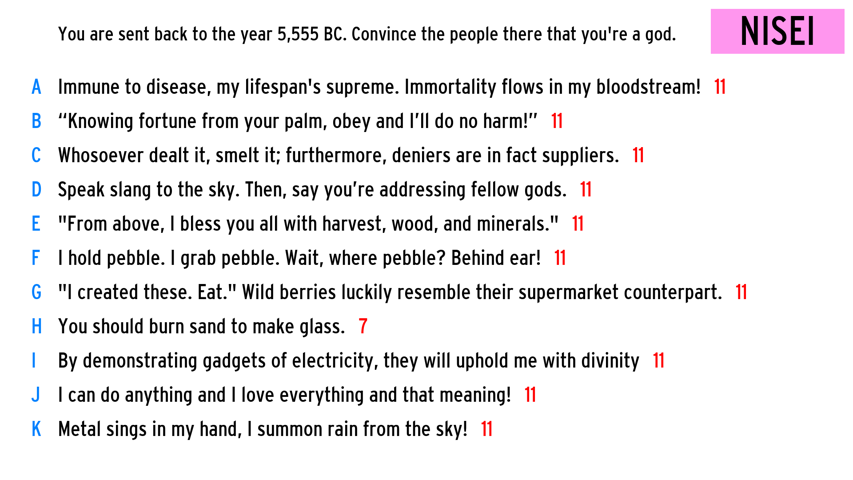 You are sent back to the year 5,555 BC. Convince the people there that you're a god.
NISEI
A Immune to disease, my lifespan's supreme. Immortality flows in my bloodstream! 11
B “Knowing fortune from your palm, obey and I’ll do no harm!” 11
C Whosoever dealt it, smelt it; furthermore, deniers are in fact suppliers. 11
D Speak slang to the sky. Then, say you’re addressing fellow gods. 11
E "From above, I bless you all with harvest, wood, and minerals." 11
F I hold pebble. I grab pebble. Wait, where pebble? Behind ear! 11
G "I created these. Eat." Wild berries luckily resemble their supermarket counterpart. 11
H You should burn sand to make glass. 7
I By demonstrating gadgets of electricity, they will uphold me with divinity 11
J I can do anything and I love everything and that meaning! 11
K Metal sings in my hand, I summon rain from the sky! 11